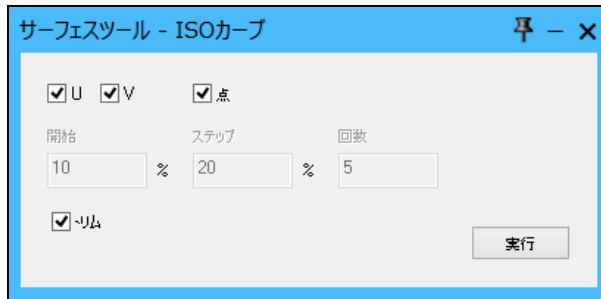 サーフェスツール - ISOカーブ
U V 点
開始 ステップ 回数
10 % 20 % 5
トリム
実行